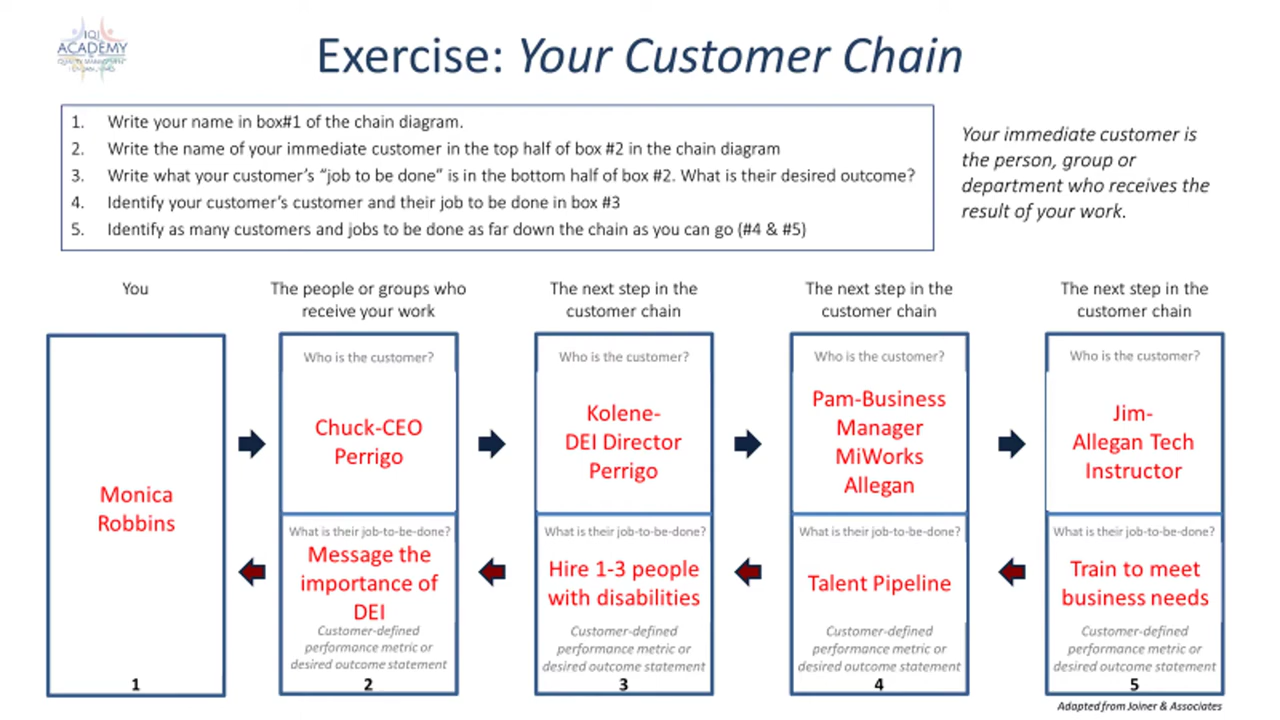 IQI
ACADEMY
Exercise: Your Customer Chain
1. Write your name in box#1 of the chain diagram.
2. Write the name of your immediate customer in the top half of box #2 in the chain diagram
3. Write what your customer's "job to be done" is in the bottom half of box #2. What is their desired outcome?
4. Identify your customer's customer and their job to be done in box #3
5. Identify as many customers and jobs to be done as far down the chain as you can go (#4 & #5)
Your immediate customer is
the person, group or
department who receives the
result of your work.
You
Monica
Robbins
1
The people or groups who
receive your work
Who is the customer?
Chuck-CEO
Perrigo
What is their job-to-be-done?
Message the
importance of
DEI
Customer-defined
performance metric or
desired outcome statement
2
The next step in the
customer chain
Who is the customer?
Kolene-
DEI Director
Perrigo
What is their job-to-be-done?
Hire 1-3 people
with disabilities
Customer-defined
performance metric or
desired outcome statement
3
The next step in the
customer chain
Who is the customer?
Pam-Business
Manager
MiWorks
Allegan
What is their job-to-be-done?
Talent Pipeline
Customer-defined
performance metric or
desired outcome statement
4
The next step in the
customer chain
Who is the customer?
Jim-
Allegan Tech
Instructor
What is their job-to-be-done?
Train to meet
business needs
Customer-defined
performance metric or
desired outcome statement
5
Adapted from Joiner & Associates